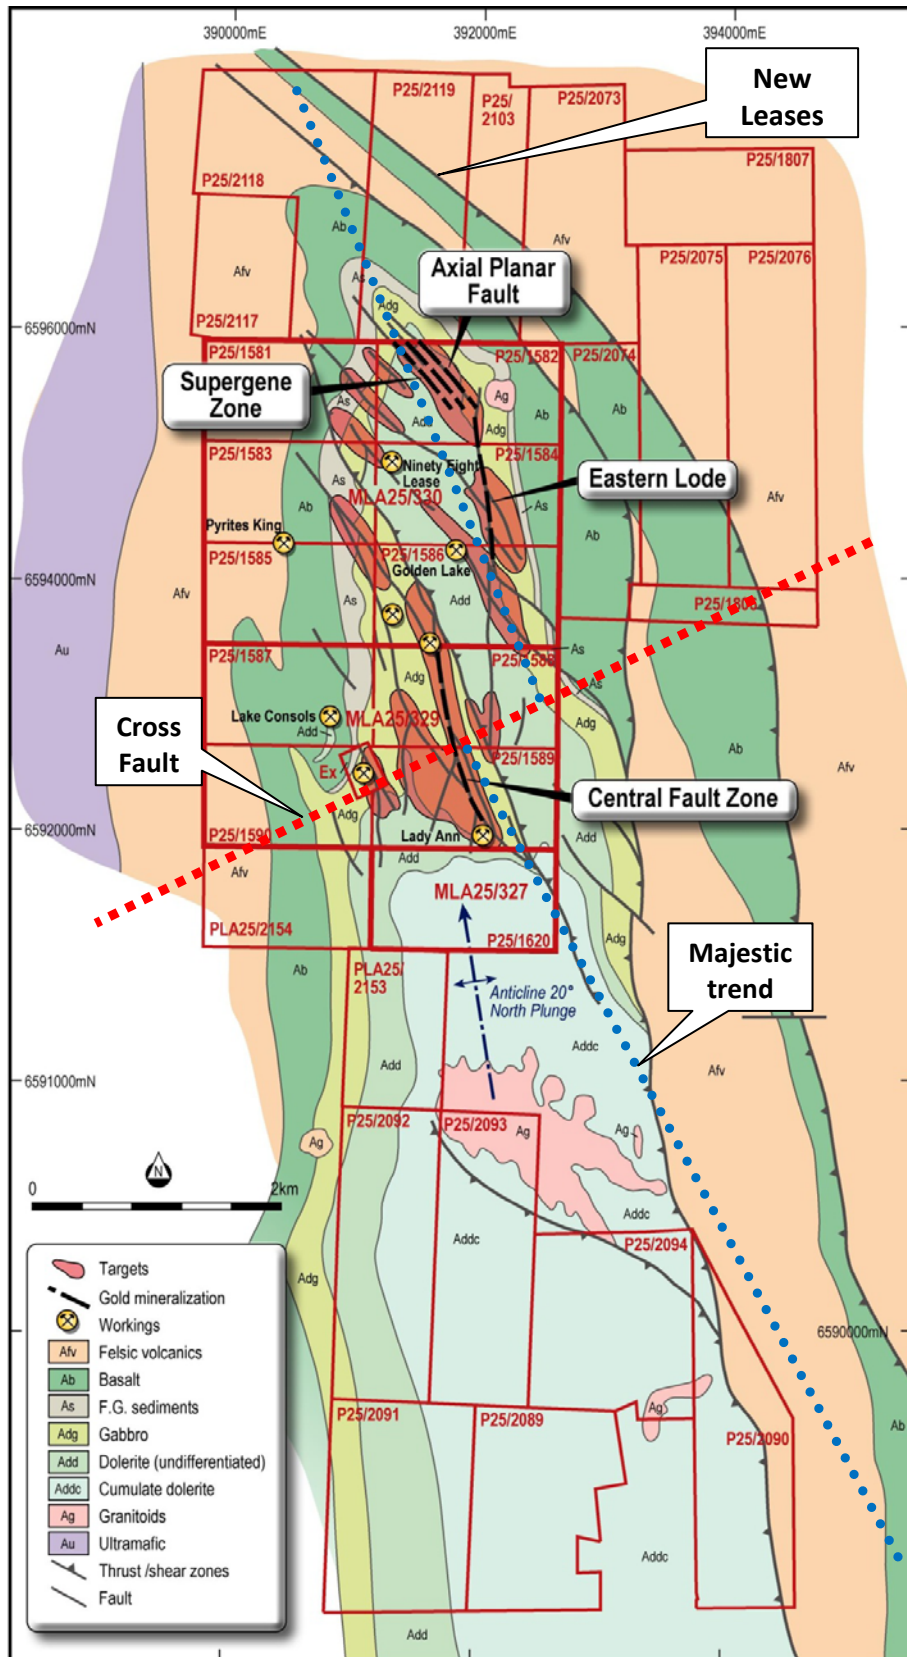 390000mE
392000mE
394000mE
New
Leases
P25/2119
P25/
2103
P25/2073
P25/1807
P25/2118
Ab
Afv
Afv
P25/2075
P25/2076
Axial Planar
Fault
As
Adg
6596000mN
P25/2117
P25/1581
P25/1582
P25/2074
Supergene
Zone
As
Add
Ag
Adg
Ab
Ab
P25/1583
Ninety Eight
Lease
P25/1584
As
MLA25/330
Eastern Lode
As
Ab
Afv
Pyrites King
P25/1585
P25/1586
Golden Lake
6594000mN
Afv
As
Add
Ab
P25/1806
Au
P25/1587
Adg
P25/1588
As
As
Lake Consols
Add
MLA25/329
Adg
Cross
Fault
Ex
P25/1589
Ab
Afv
Central Fault Zone
6592000mN
P25/1590
Adg
Lady Ann
Add
Afv
Add
MLA25/327
PLA25/2154
P25/1620
Adg
Majestic
trend
Ab
PLA25/
2153
Anticline 20°
North Plunge
Addc
6591000mN
Add
Afv
P25/2092
P25/2093
Ag
Ag
Ag
0
N
2km
Addc
Addc
P25/2094
Adg
6590000mN
Targets
Gold mineralization
Workings
Afv Felsic volcanics
Ab Basalt
As F.G. sediments
Adg Gabbro
Add Dolerite (undifferentiated)
Addc Cumulate dolerite
Ag Granitoids
Au Ultramafic
Thrust /shear zones
Fault
P25/2091
P25/2089
Ag
P25/2090
Ab
Addc
Add